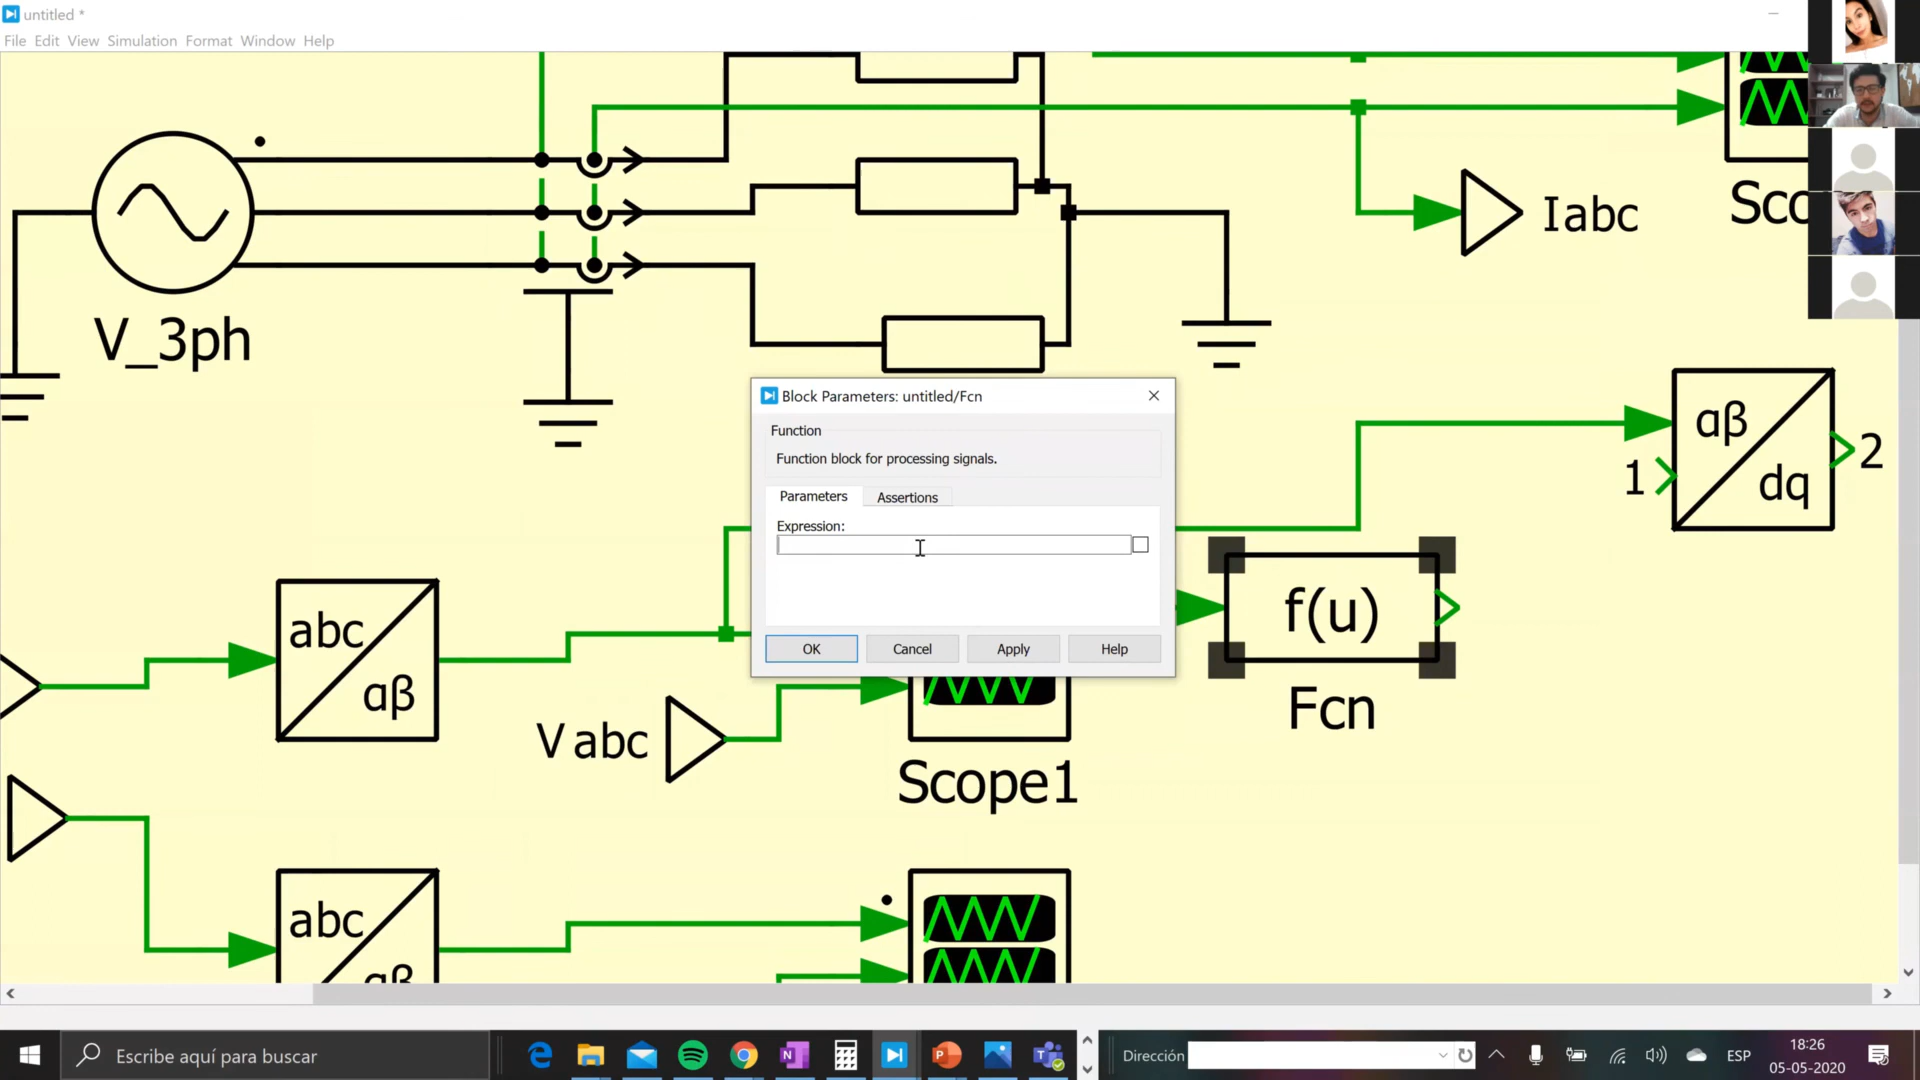 untitled *
File Edit View Simulation Format Window Help
V_3ph
Iabc
Sco
Block Parameters: untitled/Fcn
Function
Function block for processing signals.
Parameters
Assertions
Expression:
OK
Cancel
Apply
Help
αβ
dq
1
2
f(u)
Fcn
abc
αβ
Vabc
Scope1
abc
αβ
Escribe aquí para buscar
Dirección
ESP
18:26
05-05-2020